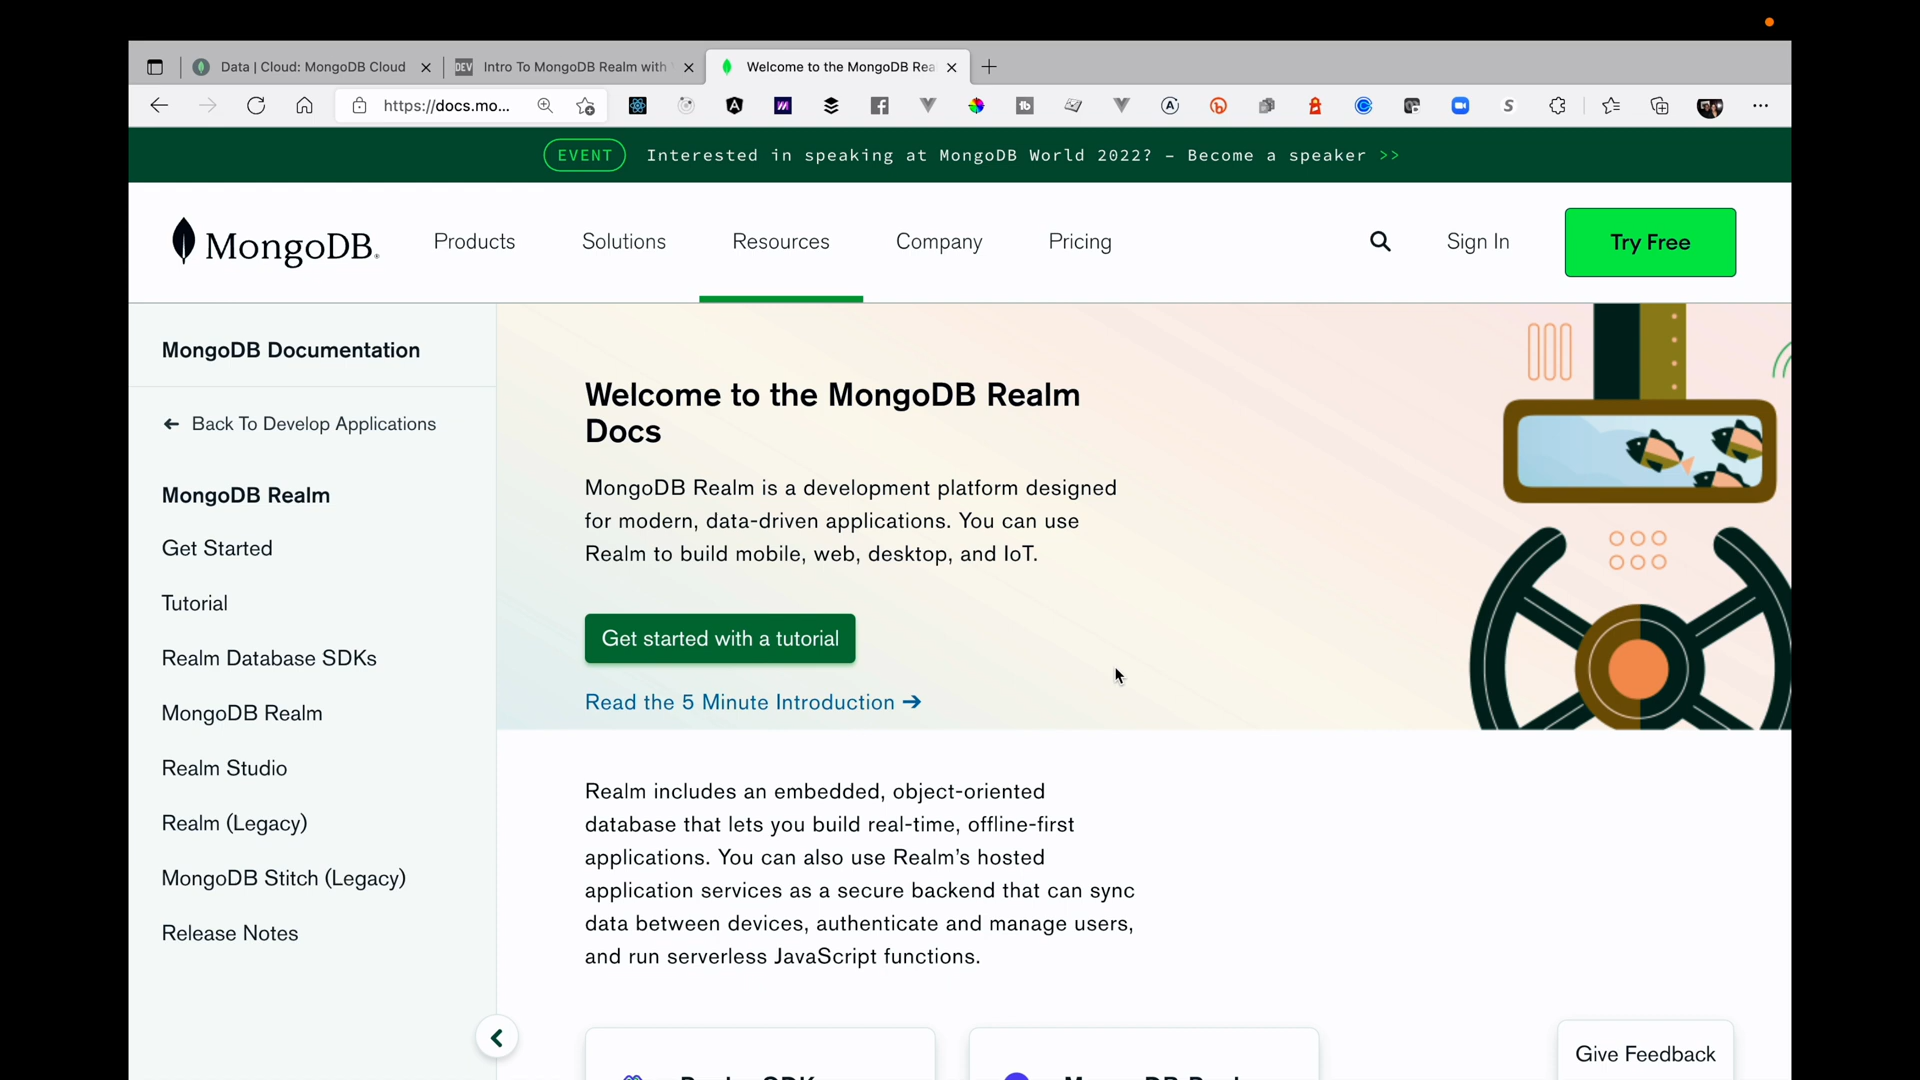 Data | Cloud: MongoDB Cloud
Intro To MongoDB Realm with
Welcome to the MongoDB Rea
https://docs.mo...
EVENT Interested in speaking at MongoDB World 2022? – Become a speaker >>
MongoDB.
Products Solutions Resources Company Pricing Sign In Try Free
MongoDB Documentation
Back To Develop Applications
MongoDB Realm
Get Started
Tutorial
Realm Database SDKs
MongoDB Realm
Realm Studio
Realm (Legacy)
MongoDB Stitch (Legacy)
Release Notes
Welcome to the MongoDB Realm
Docs
MongoDB Realm is a development platform designed
for modern, data-driven applications. You can use
Realm to build mobile, web, desktop, and IoT.
Get started with a tutorial
Read the 5 Minute Introduction ➔
Realm includes an embedded, object-oriented
database that lets you build real-time, offline-first
applications. You can also use Realm’s hosted
application services as a secure backend that can sync
data between devices, authenticate and manage users,
and run serverless JavaScript functions.
Give Feedback